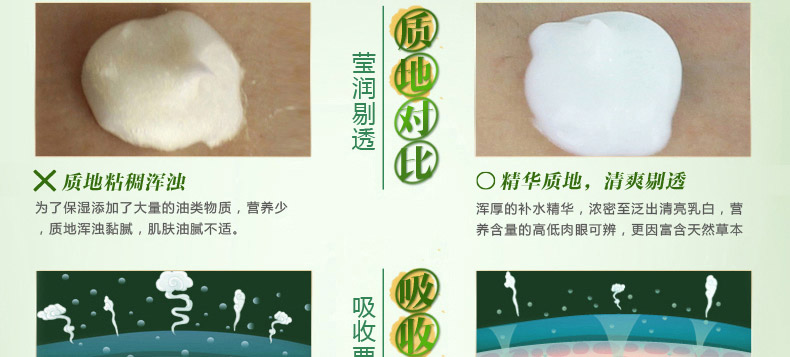 质地对比
莹润剔透
质地粘稠浑浊
为了保湿添加了大量的油类物质，营养少
，质地浑浊黏腻，肌肤油腻不适。
精华质地，清爽剔透
浑厚的补水精华，浓密至泛出清亮乳白，营
养含量的高低肉眼可辨，更因富含天然草本
吸收
吸收